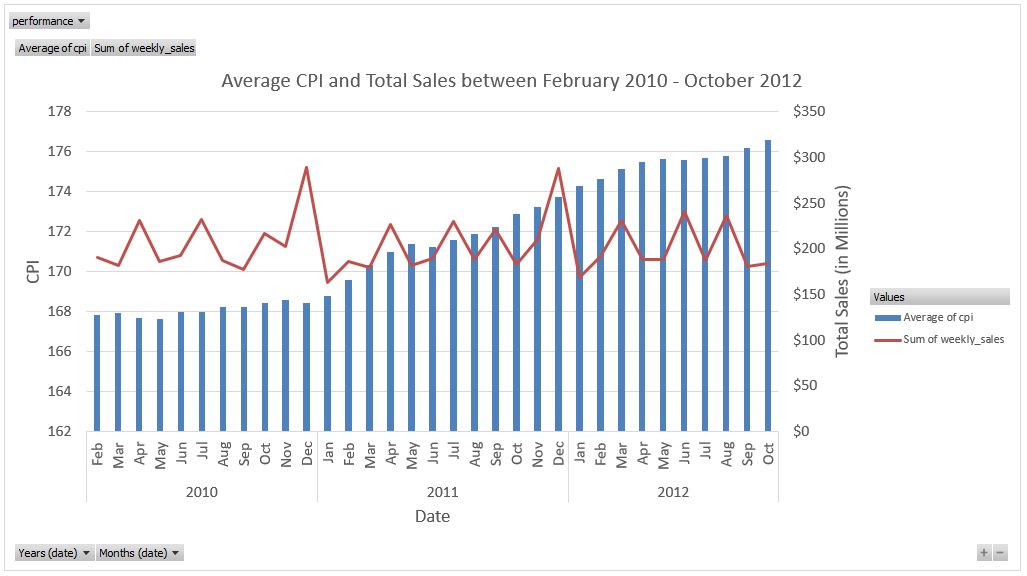 performance
Average of cpi Sum of weekly_sales
Average CPI and Total Sales between February 2010 - October 2012
178
176
174
172
170
168
166
164
162
CPI
$350
$300
$250
$200
$150
$100
$50
$0
Total Sales (in Millions)
Values
Average of cpi
Sum of weekly_sales
Feb Mar Apr May Jun Jul Aug Sep Oct Nov Dec Jan Feb Mar Apr May Jun Jul Aug Sep Oct Nov Dec Jan Feb Mar Apr May Jun Jul Aug Sep Oct
2010 2011 2012
Date
Years (date) Months (date)
+ −